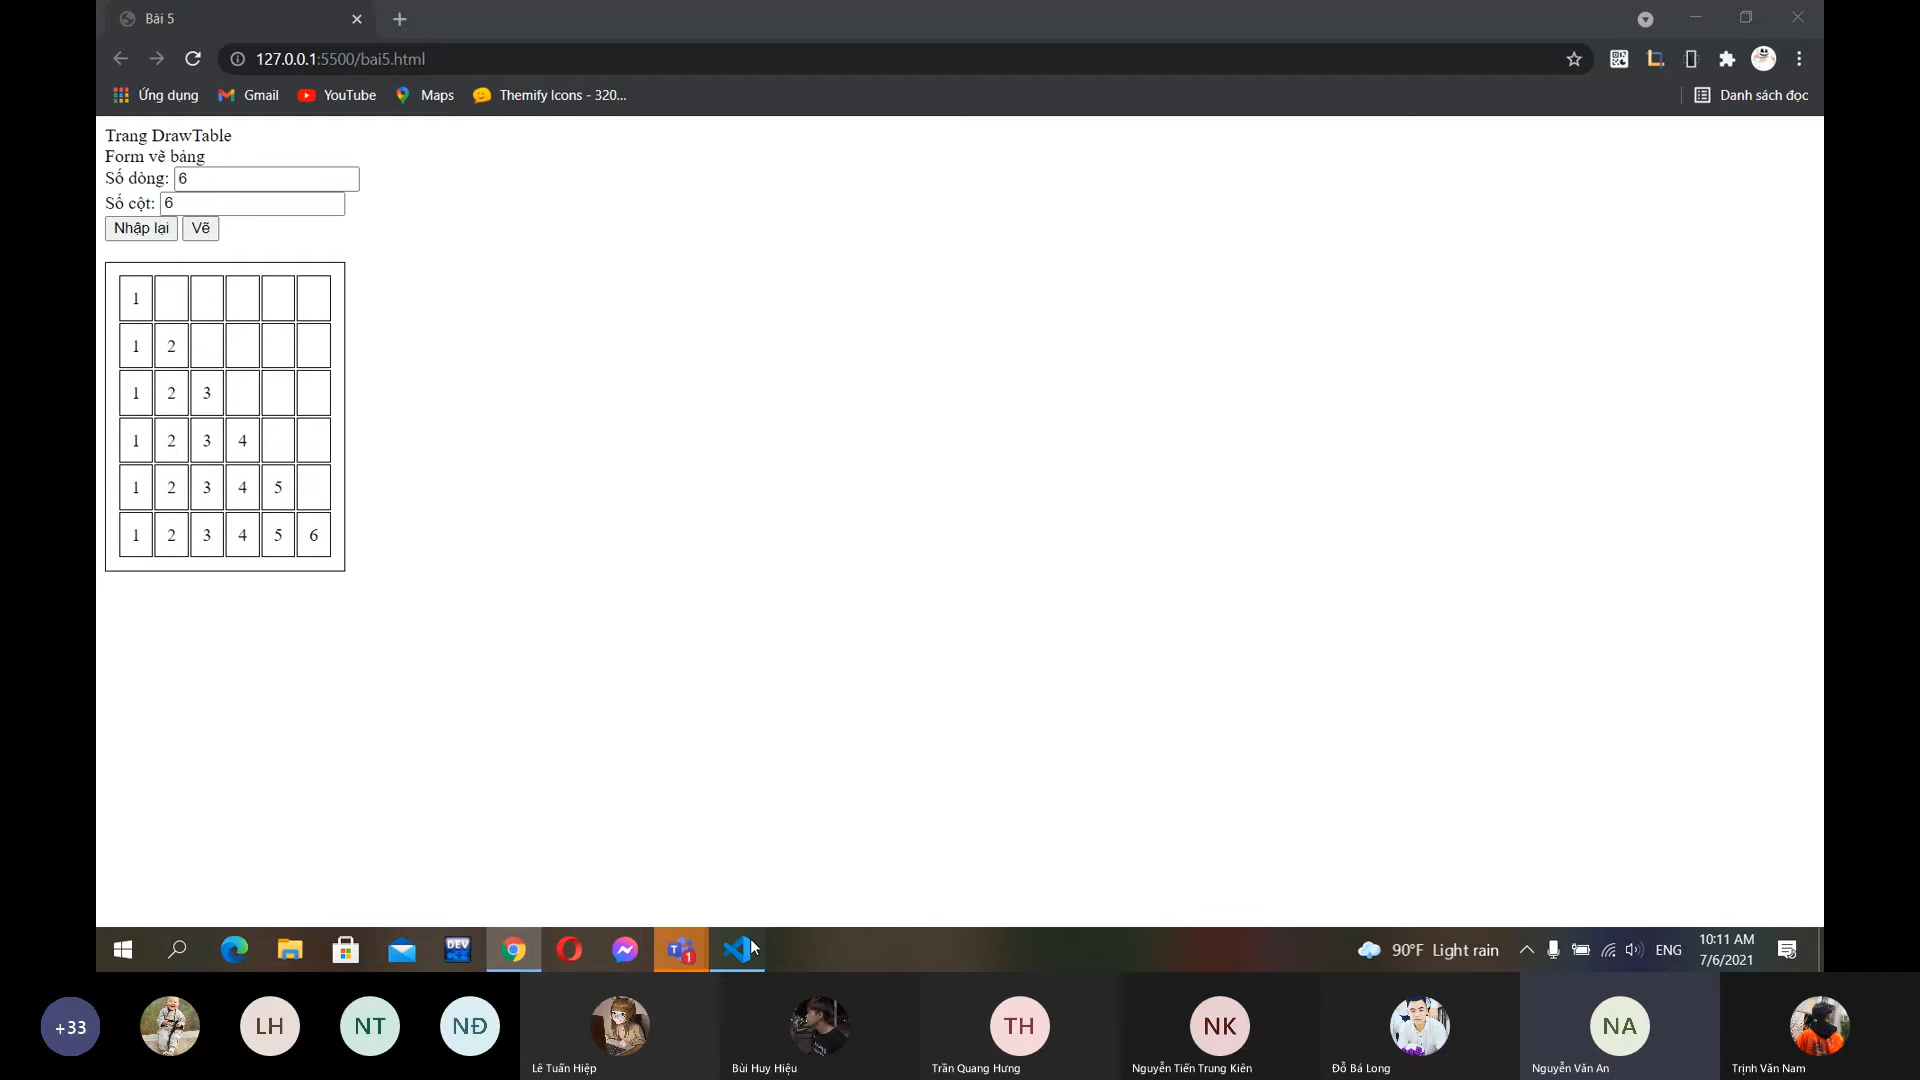 Bài 5
127.0.0.1:5500/bai5.html
Ứng dụng Gmail YouTube Maps Themify Icons - 320... Danh sách đọc
Trang DrawTable
Form vẽ bảng
Số dòng: 6
Số cột: 6
Nhập lại Vẽ
1
1 2
1 2 3
1 2 3 4
1 2 3 4 5
1 2 3 4 5 6
DEV
T 1
90°F Light rain ENG
10:11 AM
7/6/2021
+33 LH NT NĐ TH NK NA
Lê Tuấn Hiệp Bùi Huy Hiệu Trần Quang Hưng Nguyễn Tiến Trung Kiên Đỗ Bá Long Nguyễn Văn An Trịnh Văn Nam